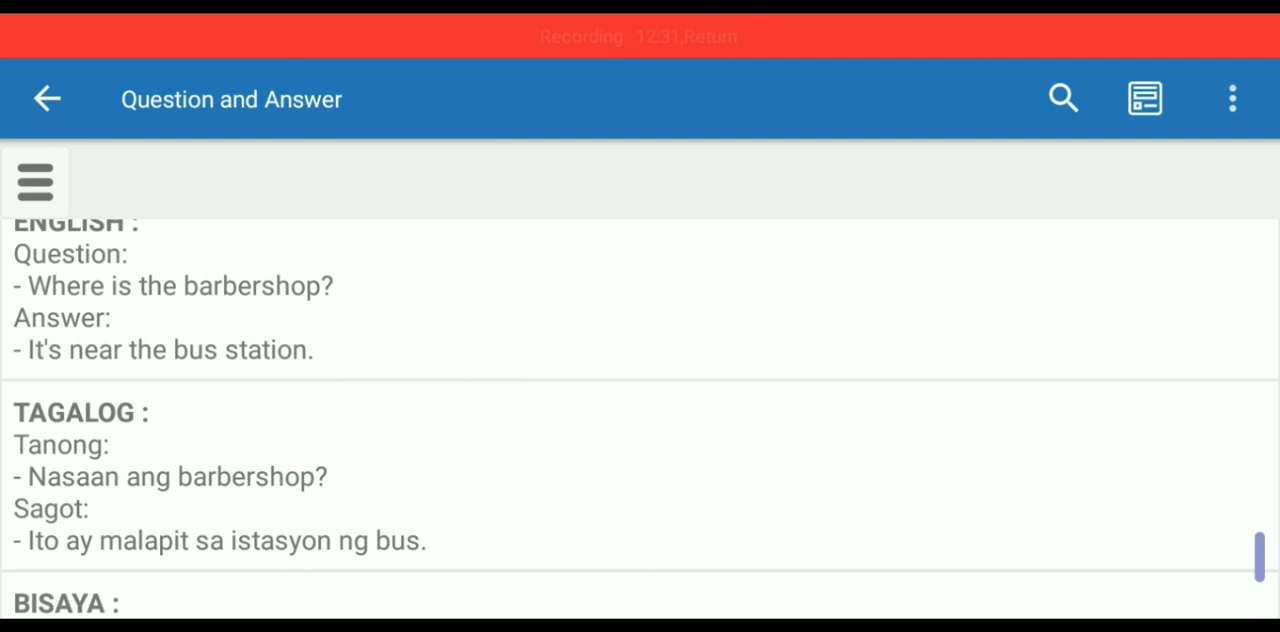 Recording 12:31,Return
Question and Answer
ENGLISH :
Question:
- Where is the barbershop?
Answer:
- It's near the bus station.
TAGALOG :
Tanong:
- Nasaan ang barbershop?
Sagot:
- Ito ay malapit sa istasyon ng bus.
BISAYA :